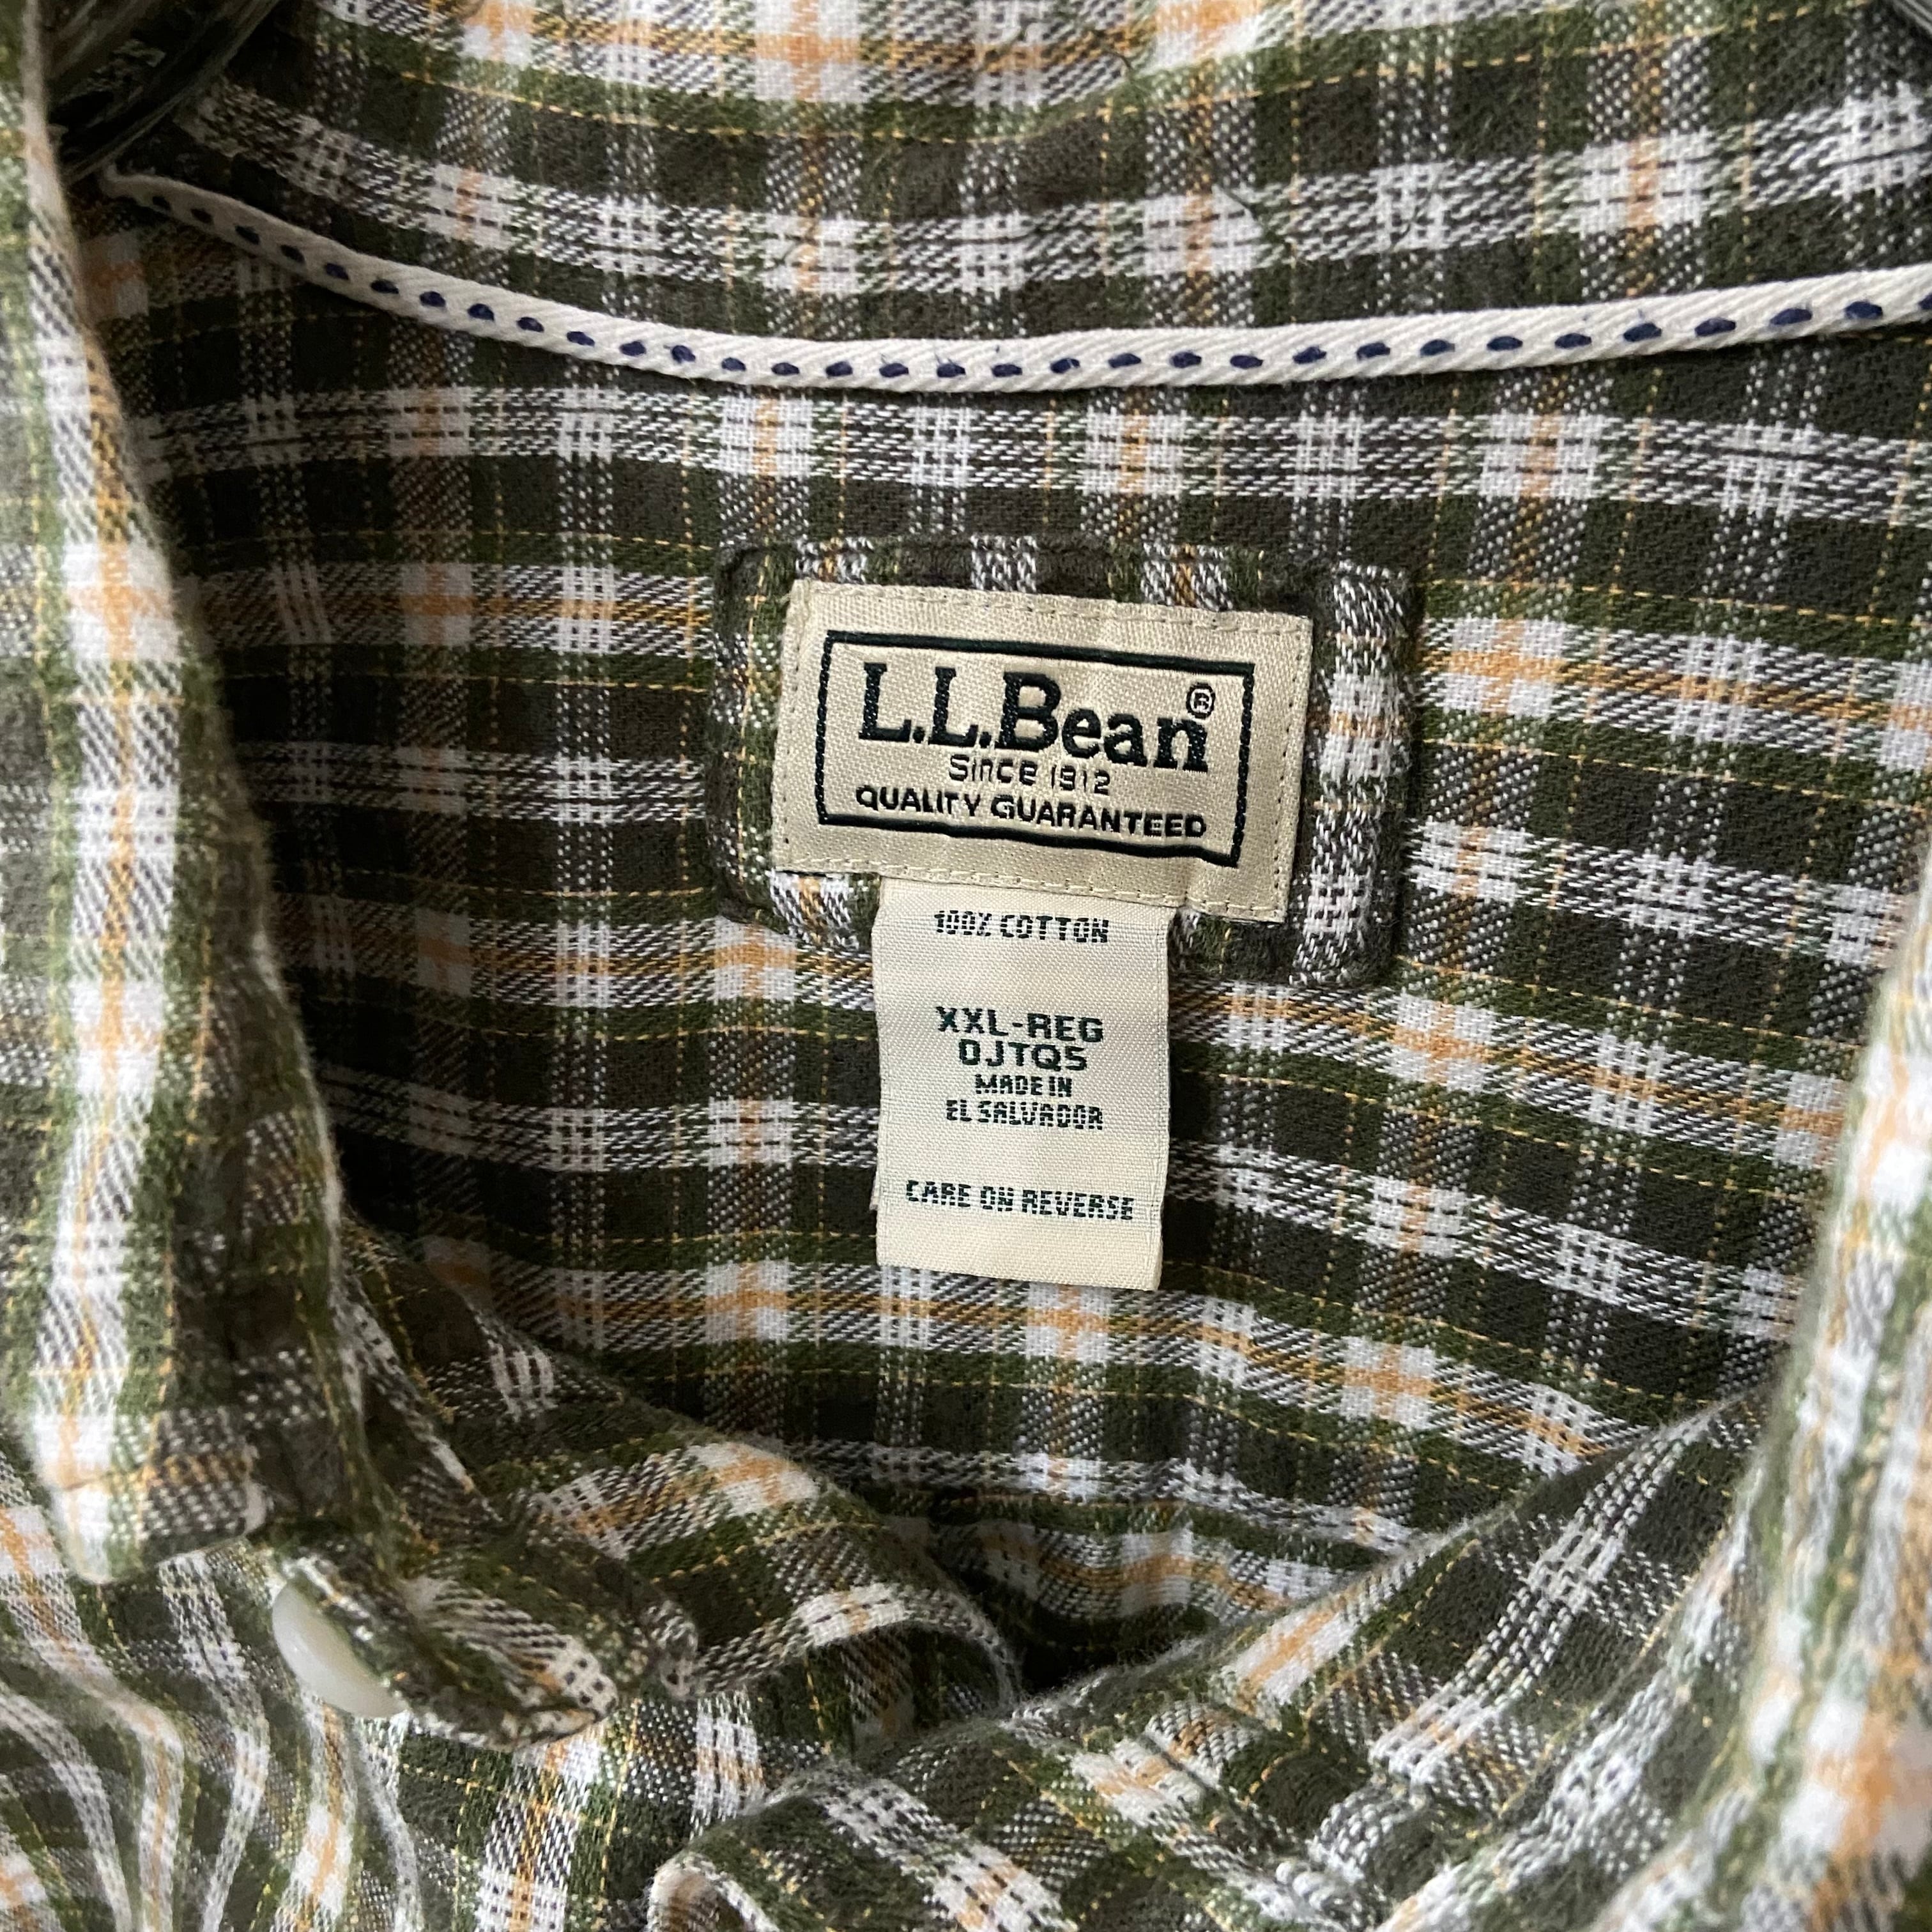 L.L.Bean®
Since 1912
QUALITY GUARANTEED
100% COTTON
XXL-REG
0JTQ5
MADE IN
EL SALVADOR
CARE ON REVERSE